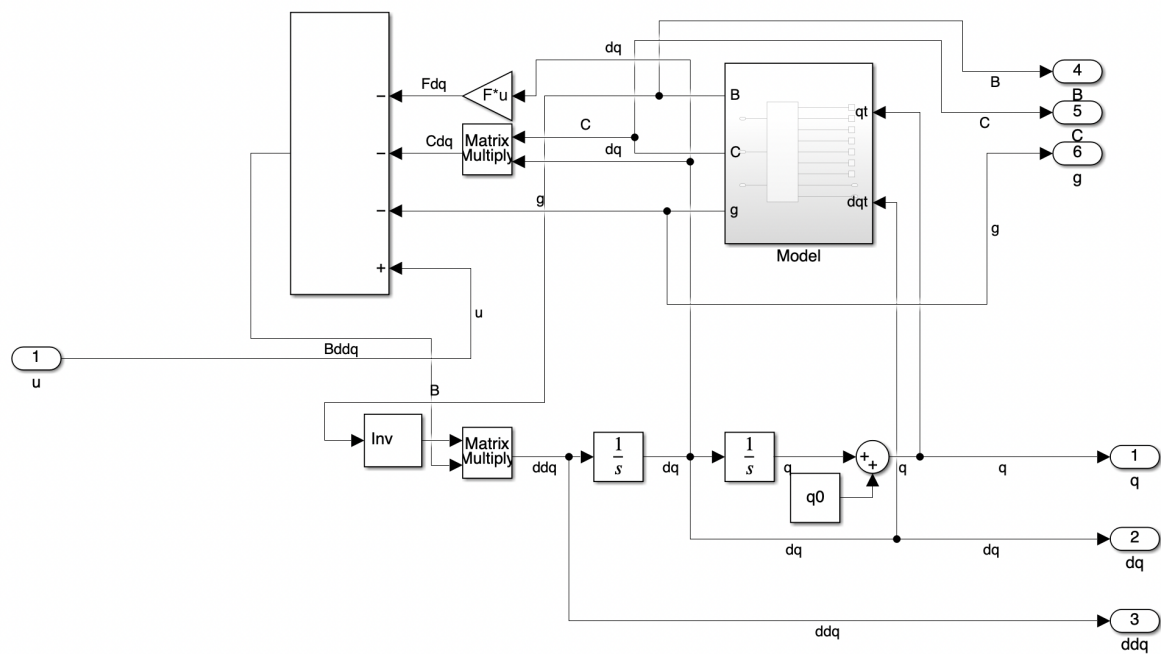 dq
B
4
B
Fdq
F*u
B
qt
5
C
C
C
Cdq
Matrix
Multiply
dq
C
6
g
g
dqt
g
g
Model
−
−
−
+
u
1
u
Bddq
B
Inv
Matrix
Multiply
ddq
1
s
dq
1
s
q
+
+
q
q
1
q
q0
dq
dq
2
dq
ddq
3
ddq